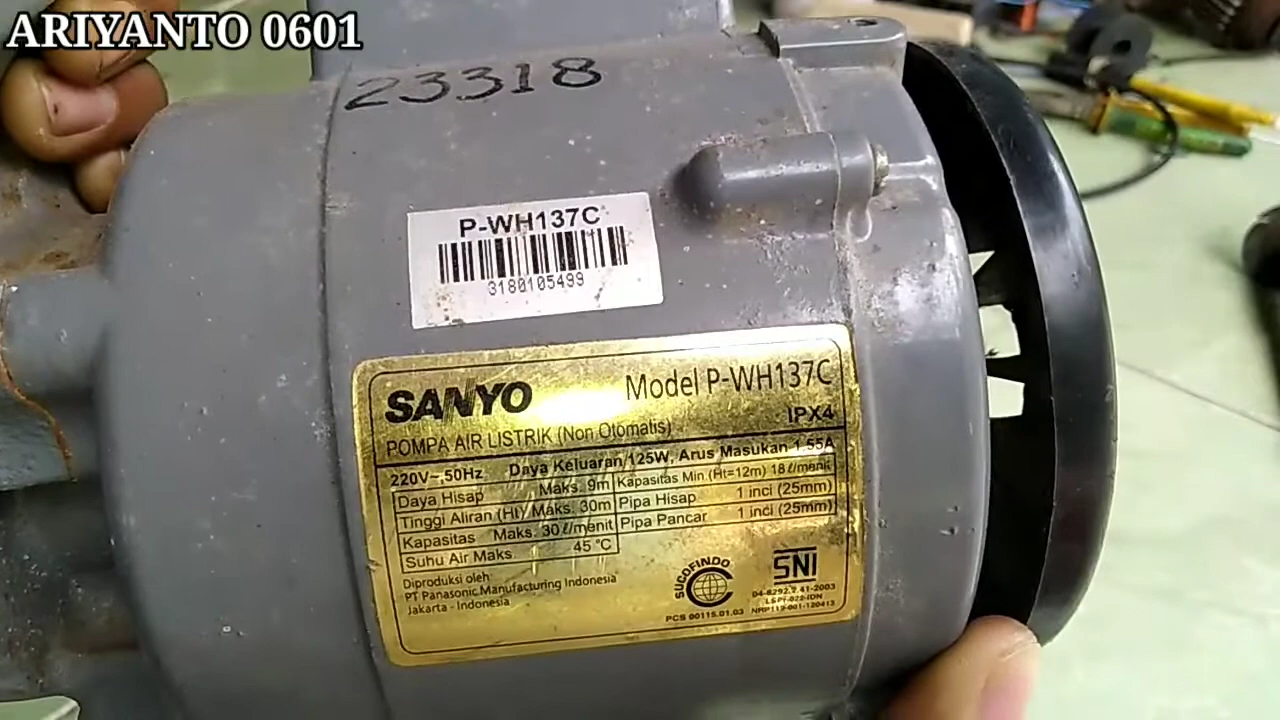 ARIYANTO 0601
23318
P-WH137C
3180105499
SANYO
Model P-WH137C
IPX4
POMPA AIR LISTRIK (Non Otomatis)
220V~,50Hz Daya Keluaran 125W, Arus Masukan 1.55A
Daya Hisap Maks. 9m
Kapasitas Min.(Ht=12m) 18ℓ/menit
Tinggi Aliran (Ht) Maks. 30m
Pipa Hisap 1 inci (25mm)
Kapasitas Maks. 30ℓ/menit
Pipa Pancar 1 inci (25mm)
Suhu Air Maks. 45 °C
Diproduksi oleh:
PT Panasonic Manufacturing Indonesia
Jakarta - Indonesia
SUCOFINDO
PCS 00115.01.03
SNI
04-6292.2.41-2003
LSPr-022-IDN
NRP113-001-120413